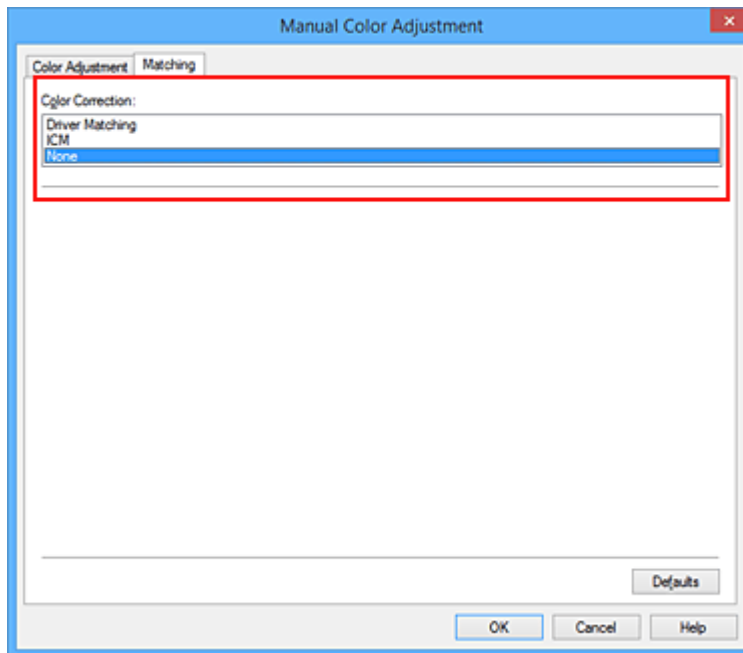 Manual Color Adjustment
Color Adjustment Matching
Color Correction:
Driver Matching
ICM
None
Defaults
OK Cancel Help